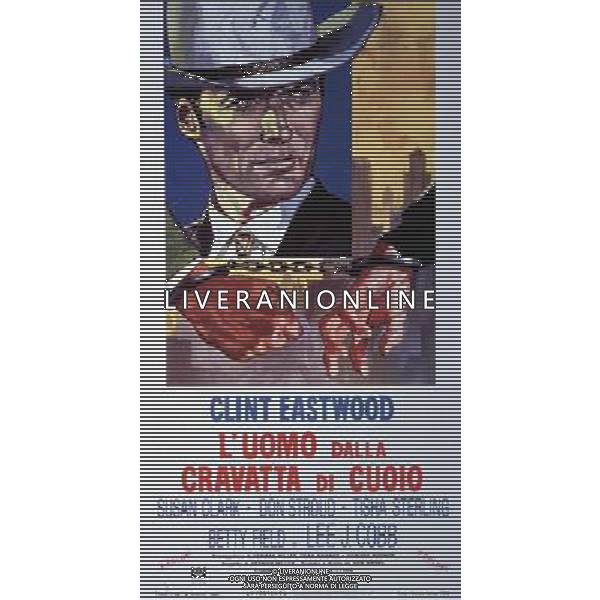 LIVERANIONLINE
CLINT EASTWOOD
L'UOMO DALLA
CRAVATTA DI CUOIO
SUSAN CLARK - DON STROUD - TISHA STERLING
BETTY FIELD e LEE J. COBB
© LIVERANIONLINE
OGNI USO NON ESPRESSAMENTE AUTORIZZATO
SARA PERSEGUITO A NORMA DI LEGGE